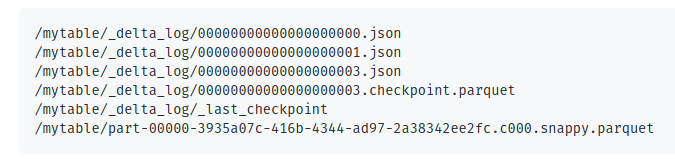 /mytable/_delta_log/00000000000000000000.json
/mytable/_delta_log/00000000000000000001.json
/mytable/_delta_log/00000000000000000003.json
/mytable/_delta_log/00000000000000000003.checkpoint.parquet
/mytable/_delta_log/_last_checkpoint
/mytable/part-00000-3935a07c-416b-4344-ad97-2a38342ee2fc.c000.snappy.parquet